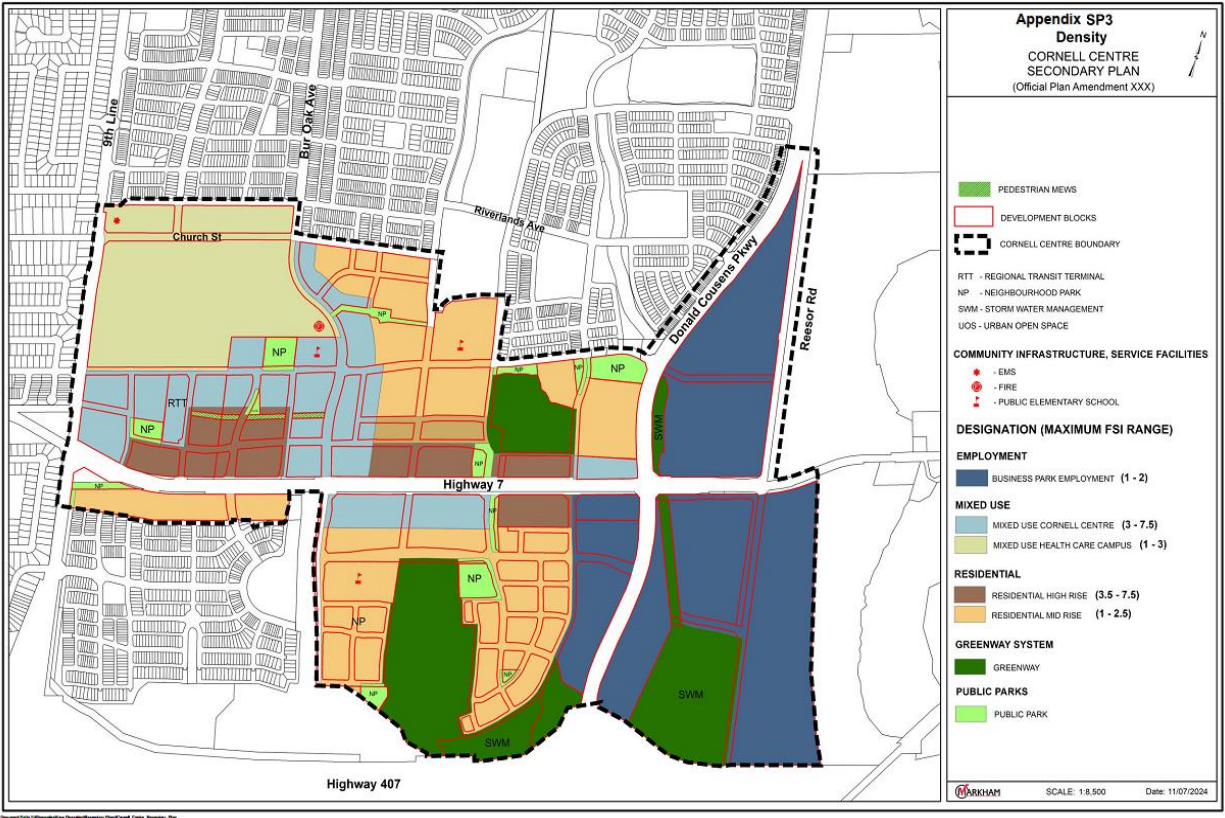 Appendix SP3
Density
CORNELL CENTRE
SECONDARY PLAN
(Official Plan Amendment XXX)
N
PEDESTRIAN MEWS
DEVELOPMENT BLOCKS
CORNELL CENTRE BOUNDARY
RTT - REGIONAL TRANSIT TERMINAL
NP - NEIGHBOURHOOD PARK
SWM - STORM WATER MANAGEMENT
UOS - URBAN OPEN SPACE
COMMUNITY INFRASTRUCTURE, SERVICE FACILITIES
- EMS
- FIRE
- PUBLIC ELEMENTARY SCHOOL
DESIGNATION (MAXIMUM FSI RANGE)
EMPLOYMENT
BUSINESS PARK EMPLOYMENT (1 - 2)
MIXED USE
MIXED USE CORNELL CENTRE (3 - 7.5)
MIXED USE HEALTH CARE CAMPUS (1 - 3)
RESIDENTIAL
RESIDENTIAL HIGH RISE (3.5 - 7.5)
RESIDENTIAL MID RISE (1 - 2.5)
GREENWAY SYSTEM
GREENWAY
PUBLIC PARKS
PUBLIC PARK
MARKHAM
SCALE: 1:8,500
Date: 11/07/2024
9th Line
Bur Oak Ave
Church St
Riverlands Ave
Donald Cousens Pkwy
Reesor Rd
NP
NP
NP
NP
NP
RTT
NP
SWM
NP
Highway 7
NP
NP
NP
NP
NP
NP
SWM
SWM
Highway 407